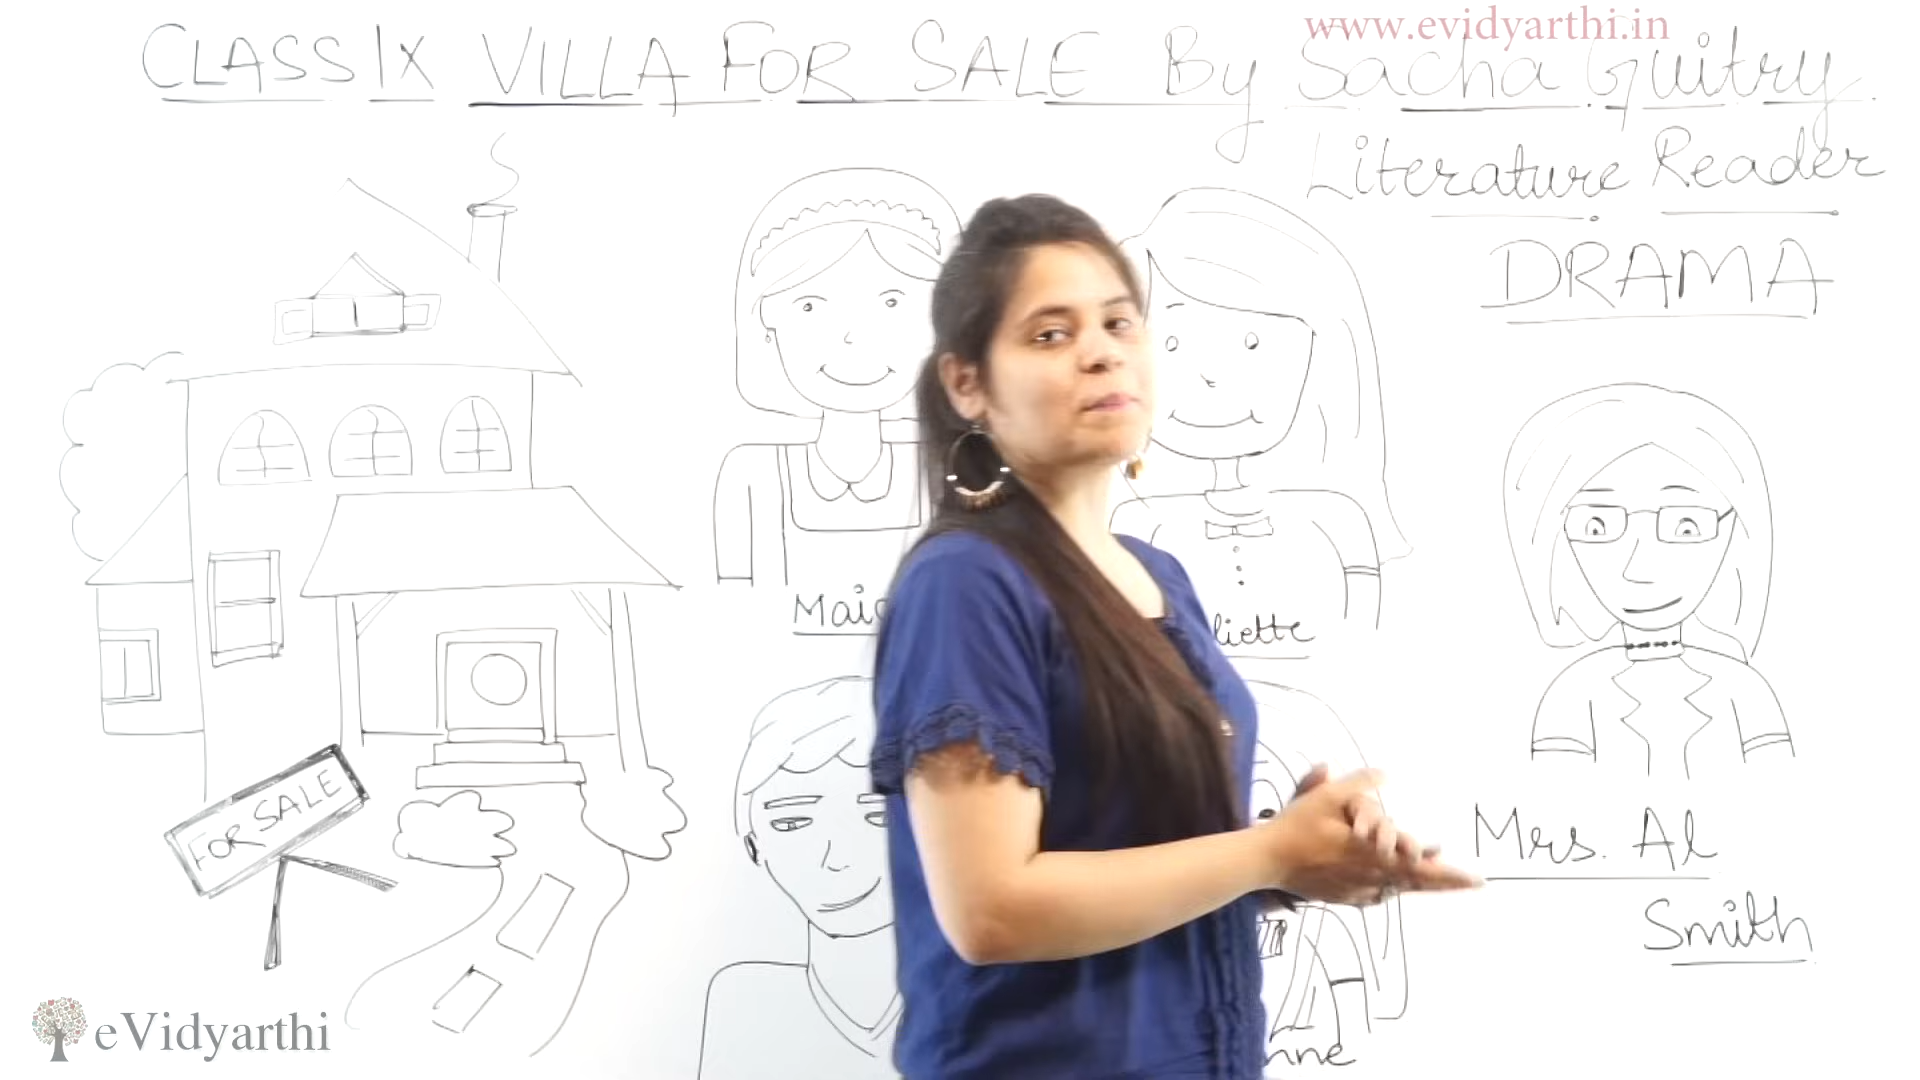 www.evidyarthi.in
CLASS IX VILLA FOR SALE By Sacha Guitry
Literature Reader
DRAMA
FOR SALE
Mrs. Al
Smith
eVidyarthi